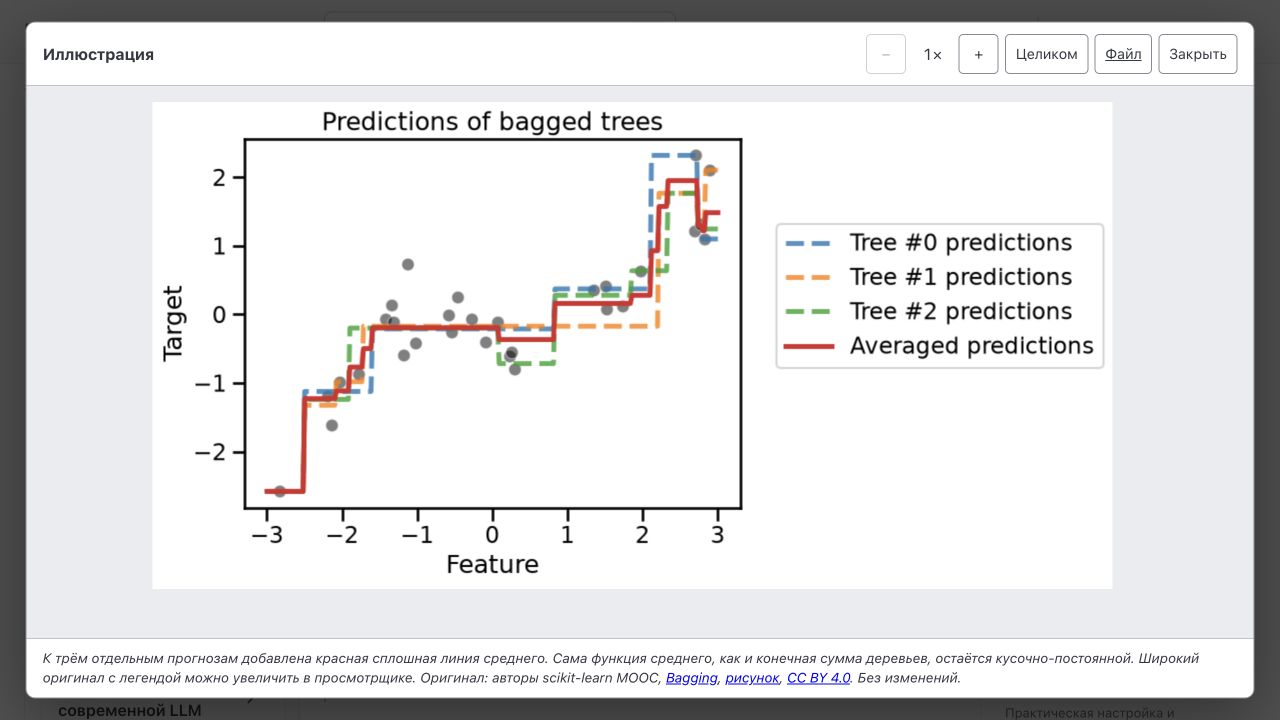 Иллюстрация
−
1×
+
Целиком
Файл
Закрыть
Predictions of bagged trees
2
1
0
−1
−2
Target
−3
−2
−1
0
1
2
3
Feature
Tree #0 predictions
Tree #1 predictions
Tree #2 predictions
Averaged predictions
К трём отдельным прогнозам добавлена красная сплошная линия среднего. Сама функция среднего, как и конечная сумма деревьев, остаётся кусочно-постоянной. Широкий
оригинал с легендой можно увеличить в просмотрщике. Оригинал: авторы scikit-learn MOOC, Bagging, рисунок, CC BY 4.0. Без изменений.
современной LLM
Практическая настройка и